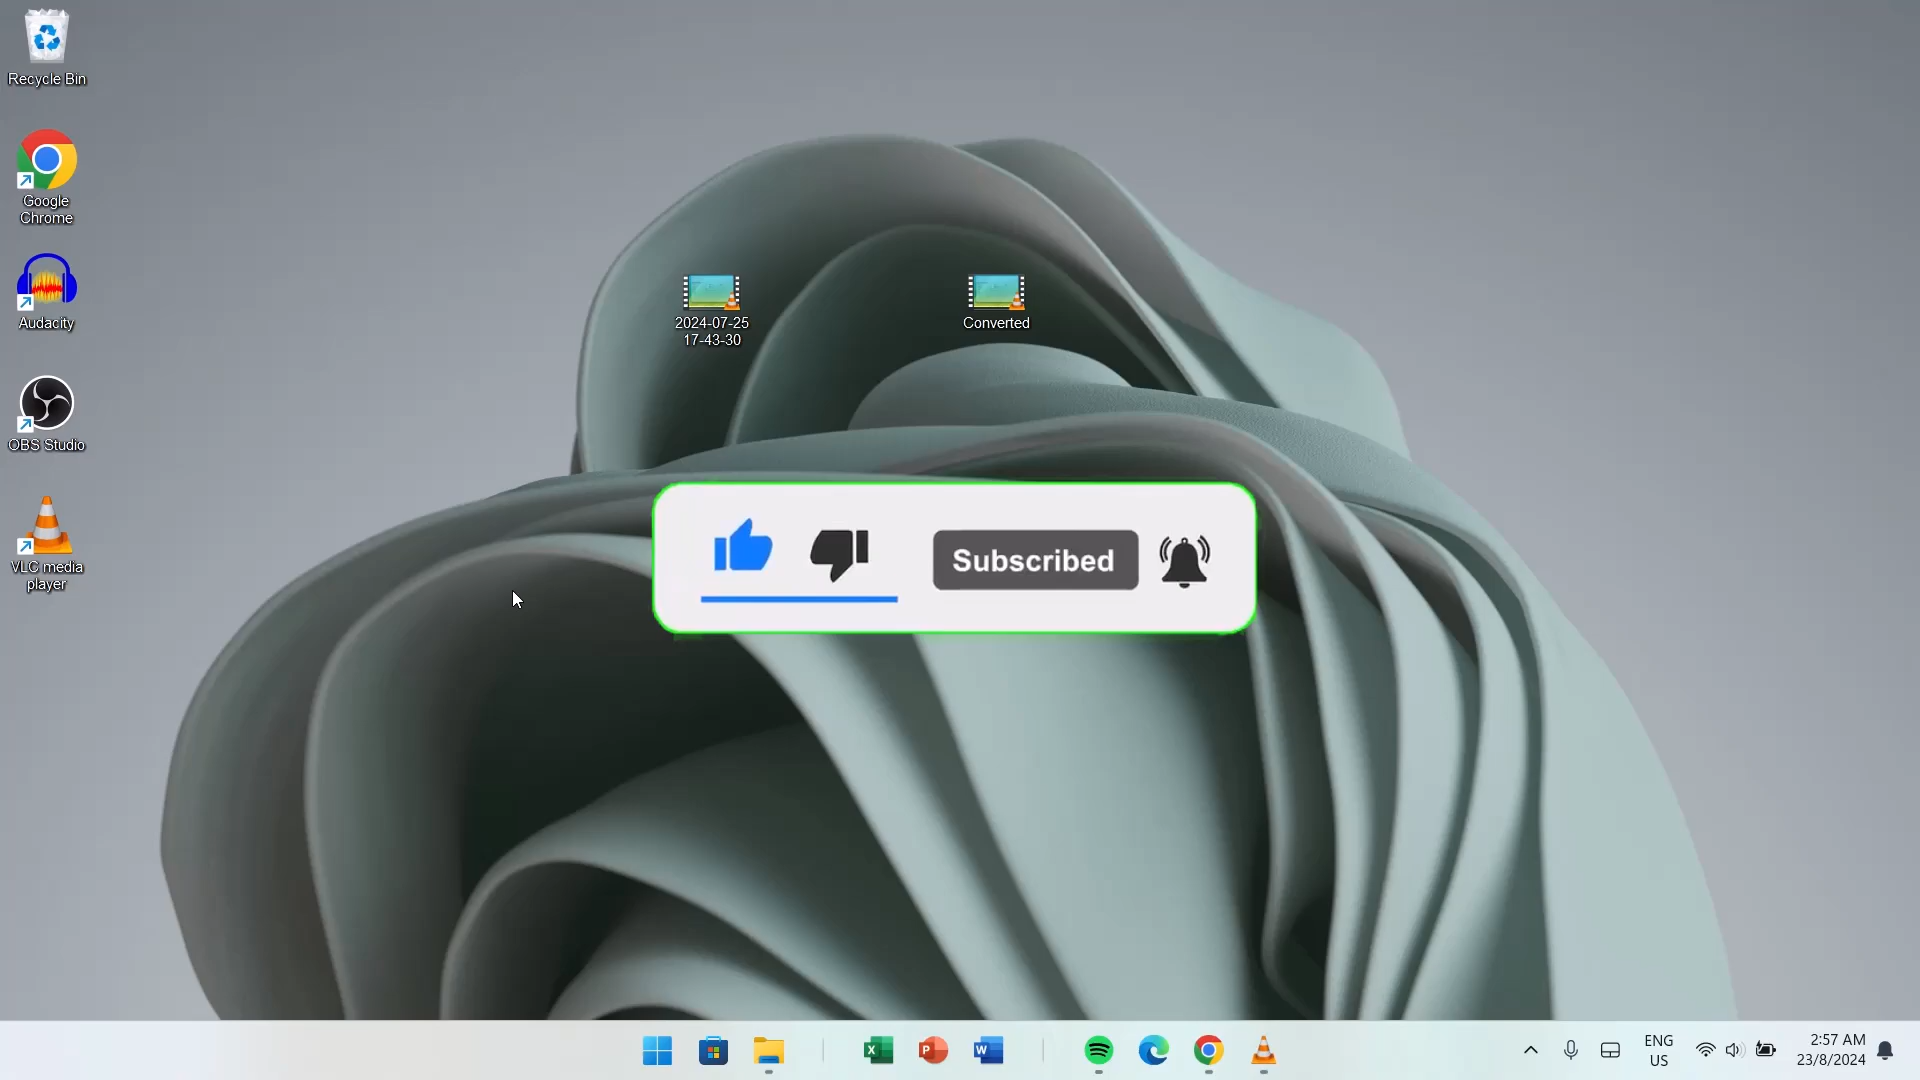 Recycle Bin
Google
Chrome
Audacity
OBS Studio
VLC media
player
2024-07-25
17-43-30
Converted
Subscribed
ENG
US
2:57 AM
23/8/2024